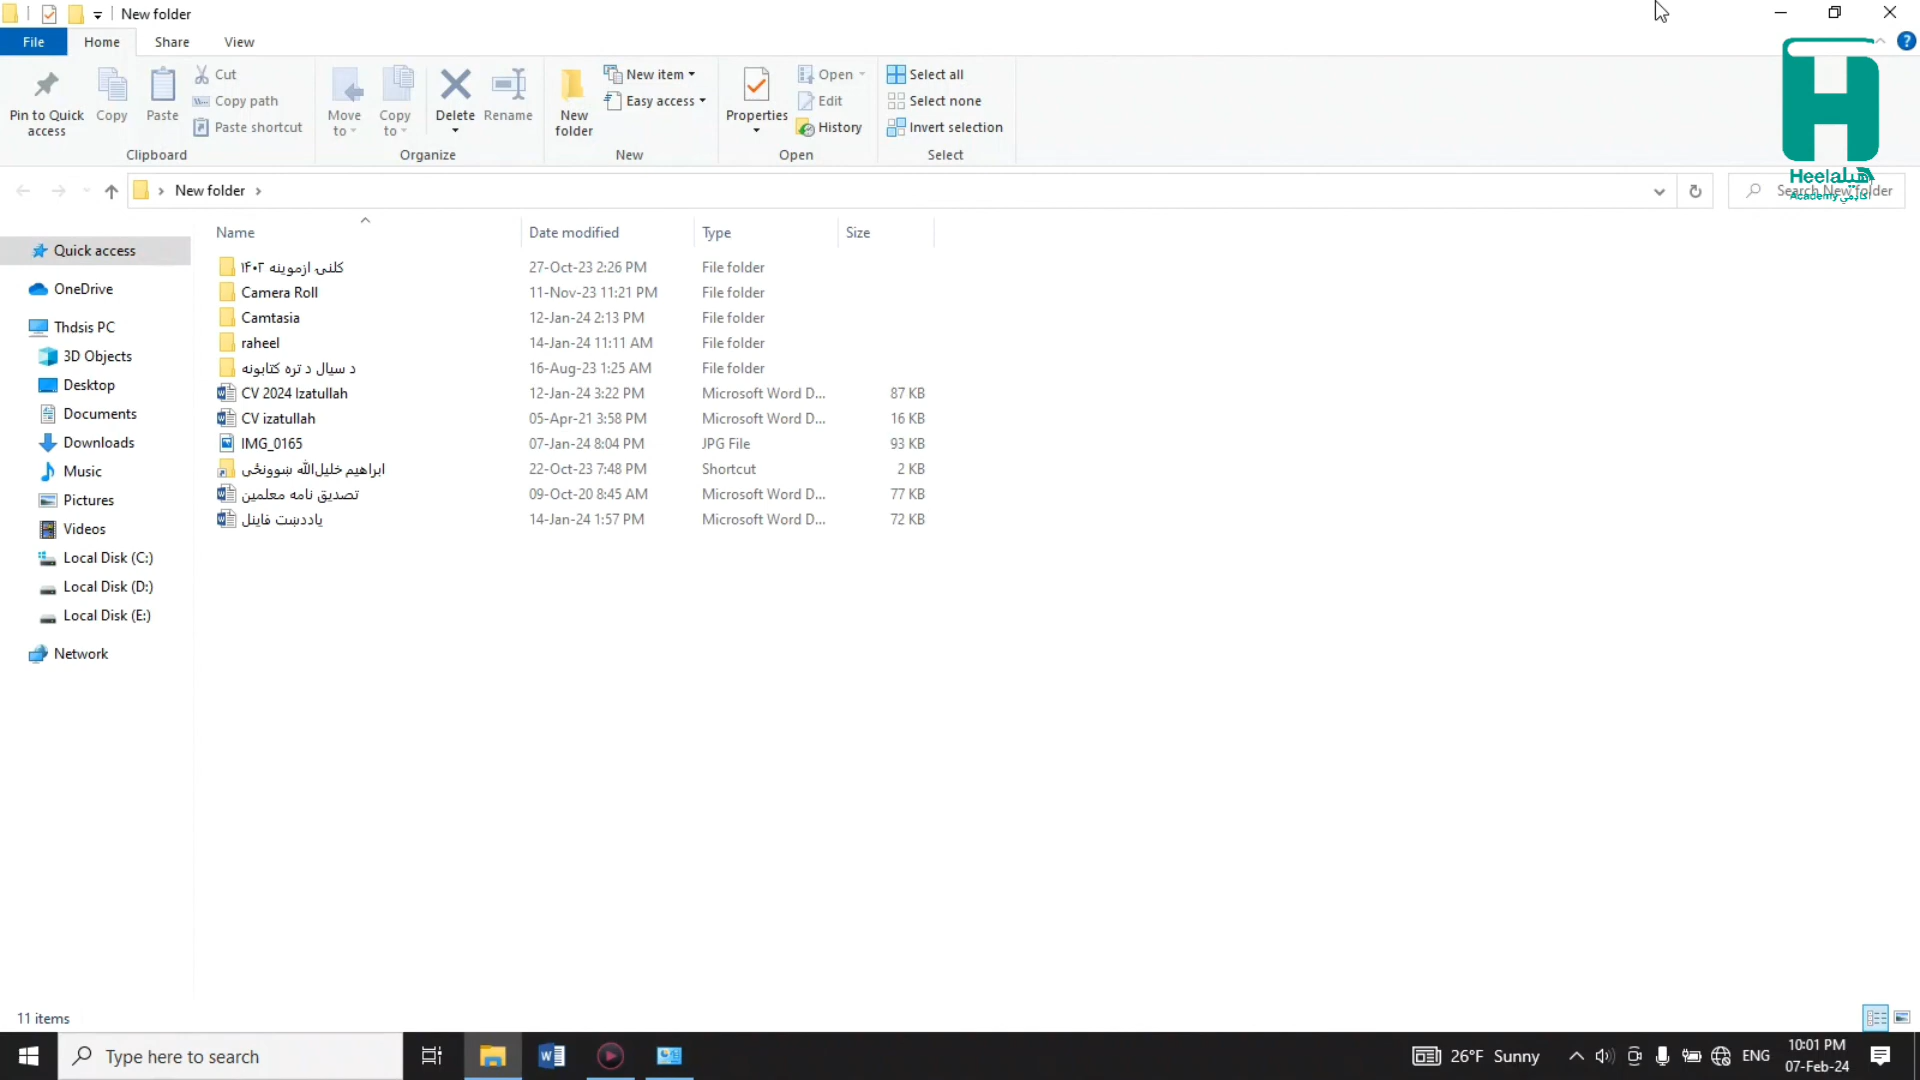 New folder
File Home Share View
Pin to Quick access
Copy
Paste
Cut
Copy path
Paste shortcut
Clipboard
Move to
Copy to
Delete
Rename
Organize
New folder
New item
Easy access
New
Properties
Open
Edit
History
Open
Select all
Select none
Invert selection
Select
Heela هیله
Academy اکاډمي
New folder
Search New folder
Name Date modified Type Size
کلنۍ ازموینه ۱۴۰۲ 27-Oct-23 2:26 PM File folder
Camera Roll 11-Nov-23 11:21 PM File folder
Camtasia 12-Jan-24 2:13 PM File folder
raheel 14-Jan-24 11:11 AM File folder
د سیال د تره کتابونه 16-Aug-23 1:25 AM File folder
CV 2024 Izatullah 12-Jan-24 3:22 PM Microsoft Word D... 87 KB
CV izatullah 05-Apr-21 3:58 PM Microsoft Word D... 16 KB
IMG_0165 07-Jan-24 8:04 PM JPG File 93 KB
ابراهیم خلیل‌الله ښوونځی 22-Oct-23 7:48 PM Shortcut 2 KB
تصدیق نامه معلمین 09-Oct-20 8:45 AM Microsoft Word D... 77 KB
یاددښت فاینل 14-Jan-24 1:57 PM Microsoft Word D... 72 KB
Quick access
OneDrive
Thdsis PC
3D Objects
Desktop
Documents
Downloads
Music
Pictures
Videos
Local Disk (C:)
Local Disk (D:)
Local Disk (E:)
Network
11 items
Type here to search
26°F Sunny
ENG
10:01 PM
07-Feb-24